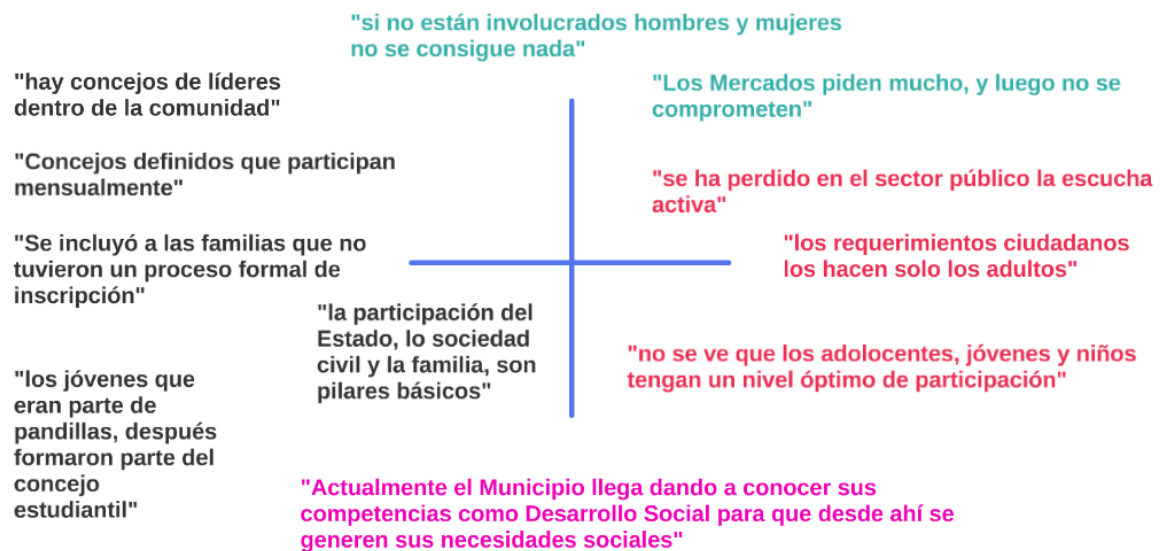 "si no están involucrados hombres y mujeres
no se consigue nada"
"hay concejos de líderes
dentro de la comunidad"
"Los Mercados piden mucho, y luego no se
comprometen"
"Concejos definidos que participan
mensualmente"
"se ha perdido en el sector público la escucha
activa"
"Se incluyó a las familias que no
tuvieron un proceso formal de
inscripción"
"los requerimientos ciudadanos
los hacen solo los adultos"
"la participación del
Estado, lo sociedad
civil y la familia, son
pilares básicos"
"no se ve que los adolocentes, jóvenes y niños
tengan un nivel óptimo de participación"
"los jóvenes que
eran parte de
pandillas, después
formaron parte del
concejo
estudiantil"
"Actualmente el Municipio llega dando a conocer sus
competencias como Desarrollo Social para que desde ahí se
generen sus necesidades sociales"